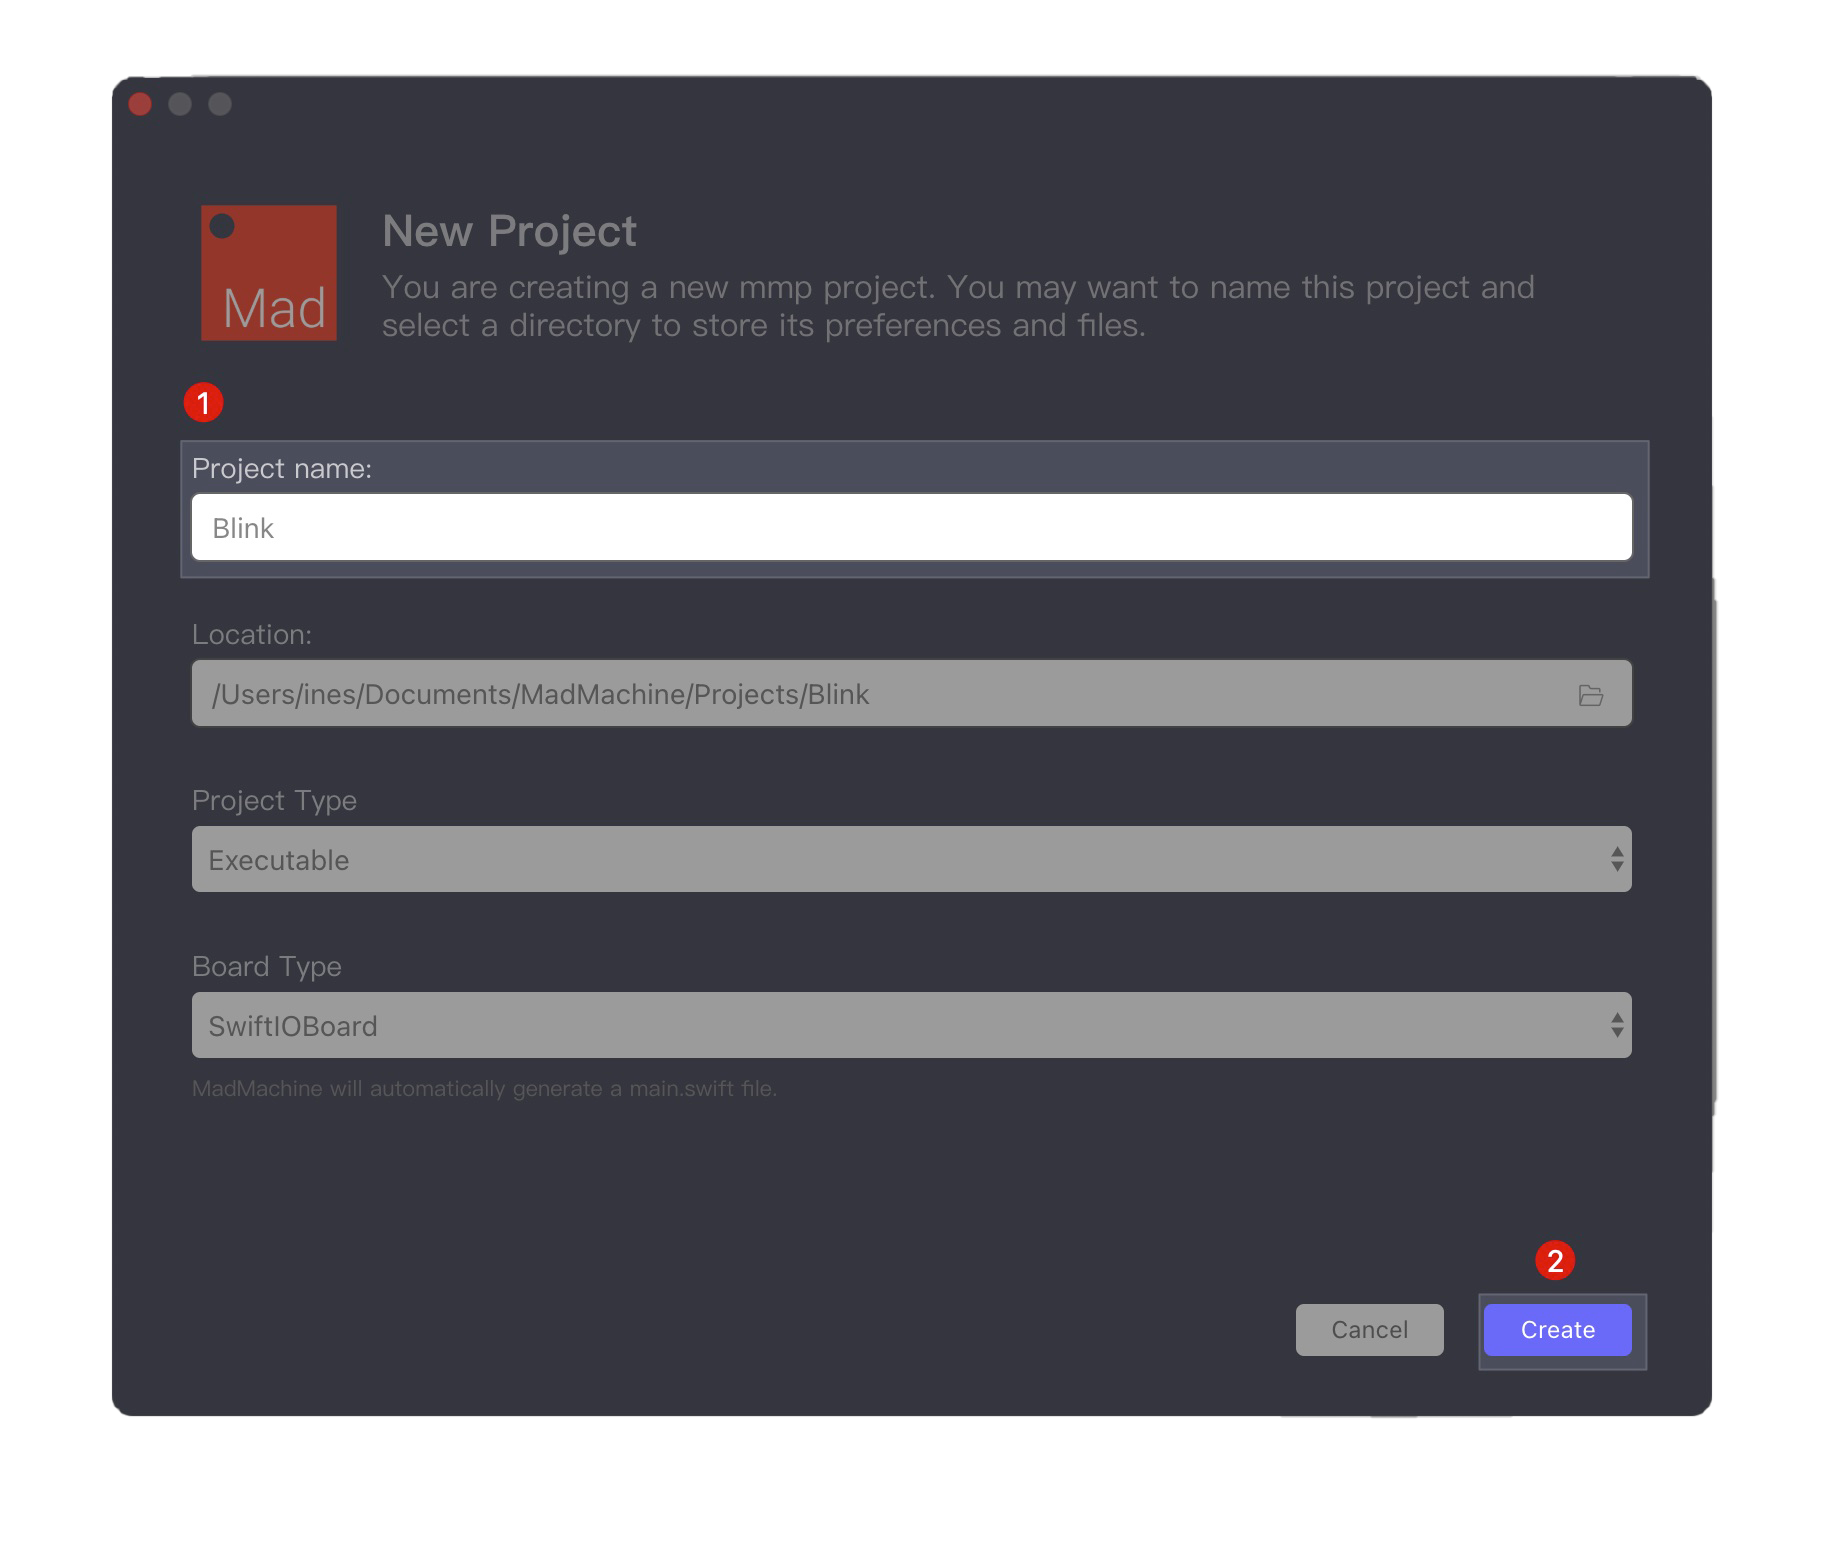 Mad
New Project
You are creating a new mmp project. You may want to name this project and
select a directory to store its preferences and files.
1
Project name:
Blink
Location:
/Users/ines/Documents/MadMachine/Projects/Blink
Project Type
Executable
Board Type
SwiftIOBoard
MadMachine will automatically generate a main.swift file.
2
Cancel
Create